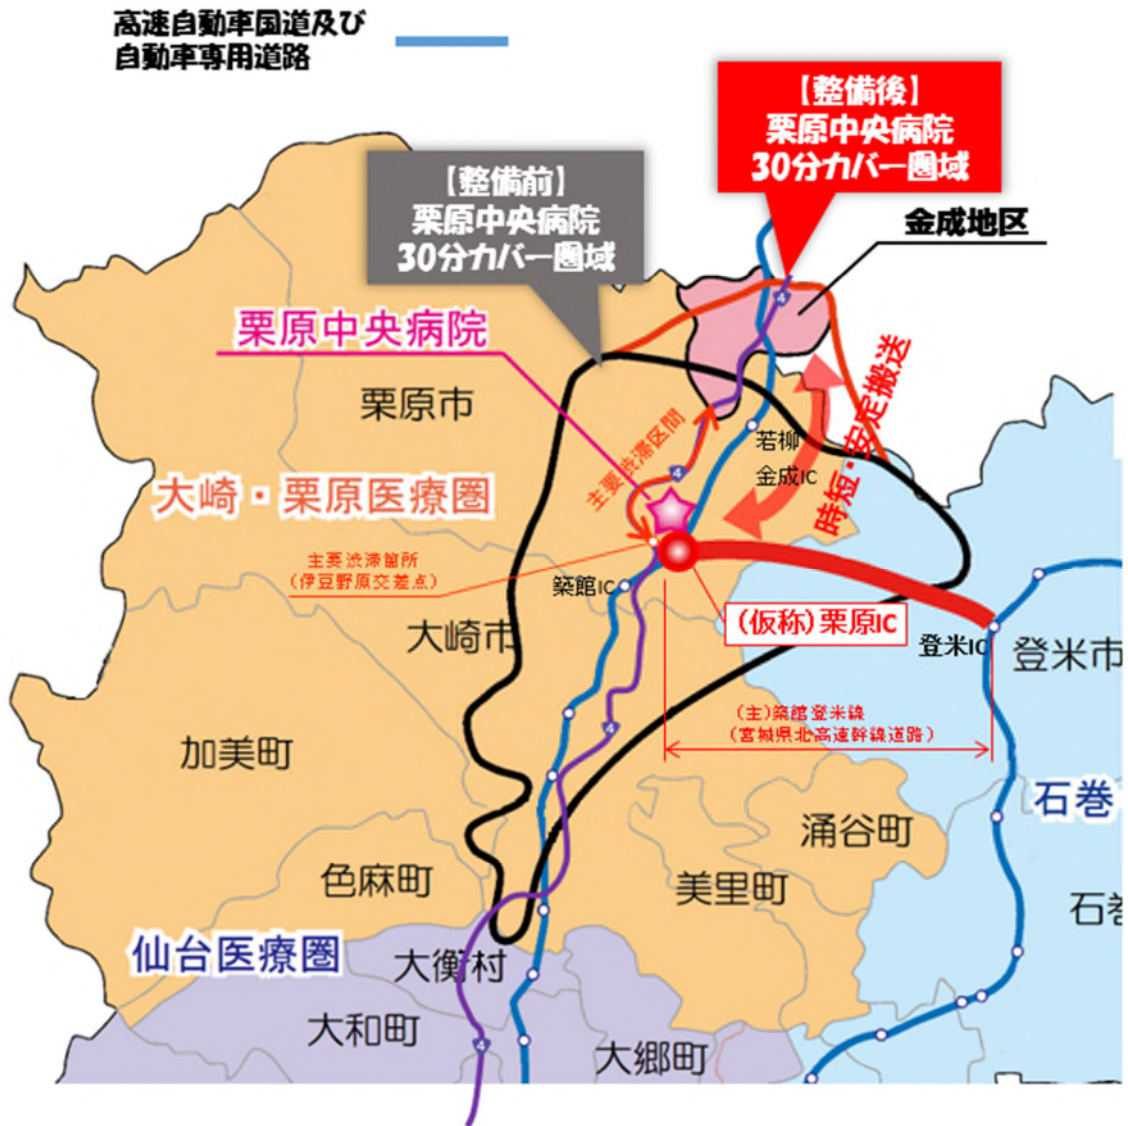 高速自動車国道及び
自動車専用道路
【整備後】
栗原中央病院
30分カバー圏域
【整備前】
栗原中央病院
30分カバー圏域
金成地区
栗原中央病院
栗原市
主要渋滞区間
4
4
若柳
金成IC
時短・安定搬送
大崎・栗原医療圏
主要渋滞箇所
(伊豆野原交差点)
築館IC
(仮称)栗原IC
大崎市
登米IC
登米市
(主)築館登米線
(宮城県北高速幹線道路)
4
加美町
石巻
涌谷町
色麻町
美里町
石巻
仙台医療圏
大衡村
大和町
4
大郷町